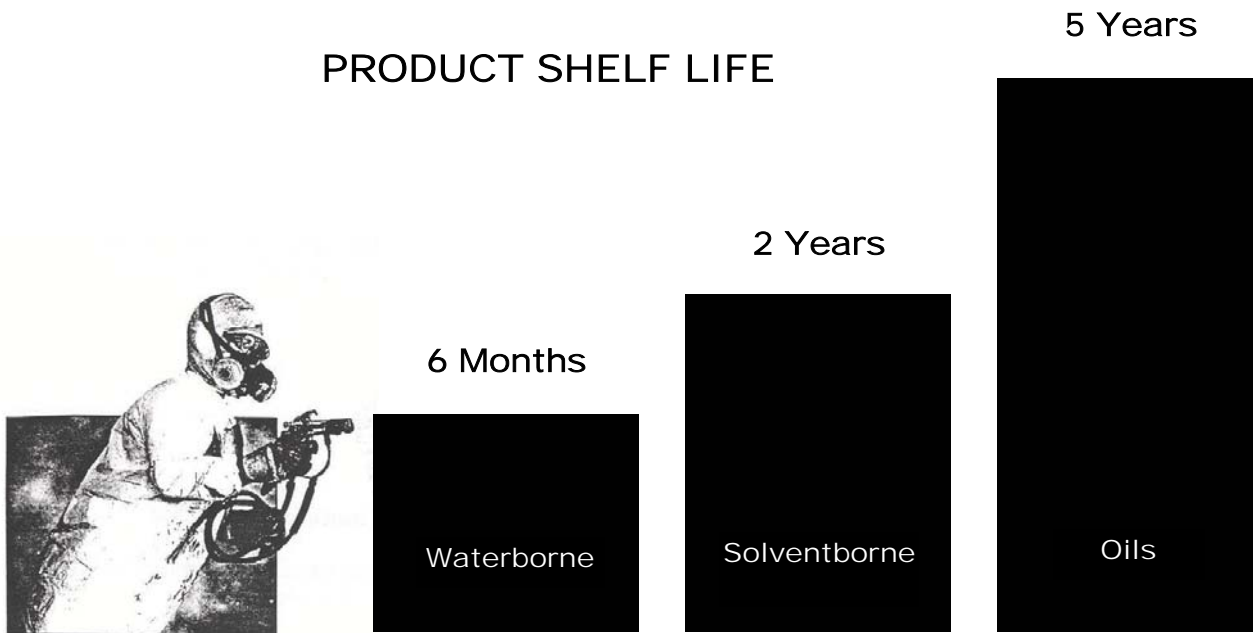 PRODUCT SHELF LIFE
5 Years
2 Years
6 Months
Waterborne
Solventborne
Oils